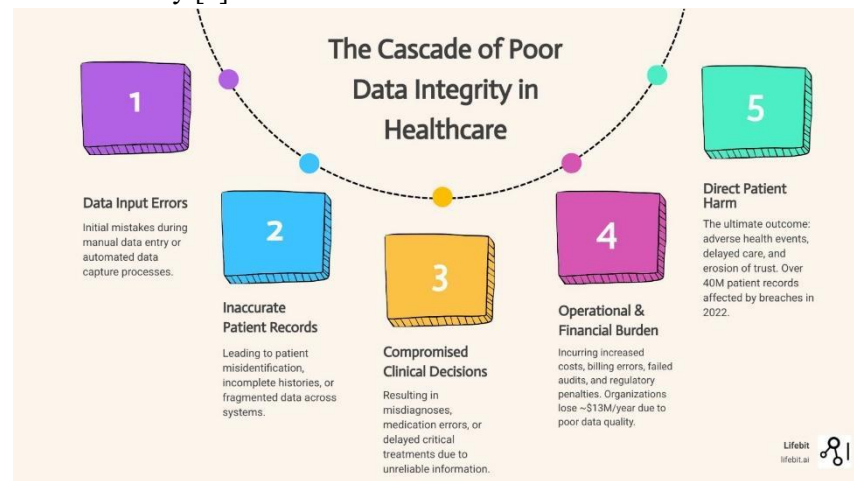 The Cascade of Poor
Data Integrity in
Healthcare
1
Data Input Errors
Initial mistakes during
manual data entry or
automated data
capture processes.
2
Inaccurate
Patient Records
Leading to patient
misidentification,
incomplete histories, or
fragmented data across
systems.
3
Compromised
Clinical Decisions
Resulting in
misdiagnoses,
medication errors, or
delayed critical
treatments due to
unreliable information.
4
Operational &
Financial Burden
Incurring increased
costs, billing errors, failed
audits, and regulatory
penalties. Organizations
lose ~$13M/year due to
poor data quality.
5
Direct Patient
Harm
The ultimate outcome:
adverse health events,
delayed care, and
erosion of trust. Over
40M patient records
affected by breaches in
2022.
Lifebit
lifebit.ai